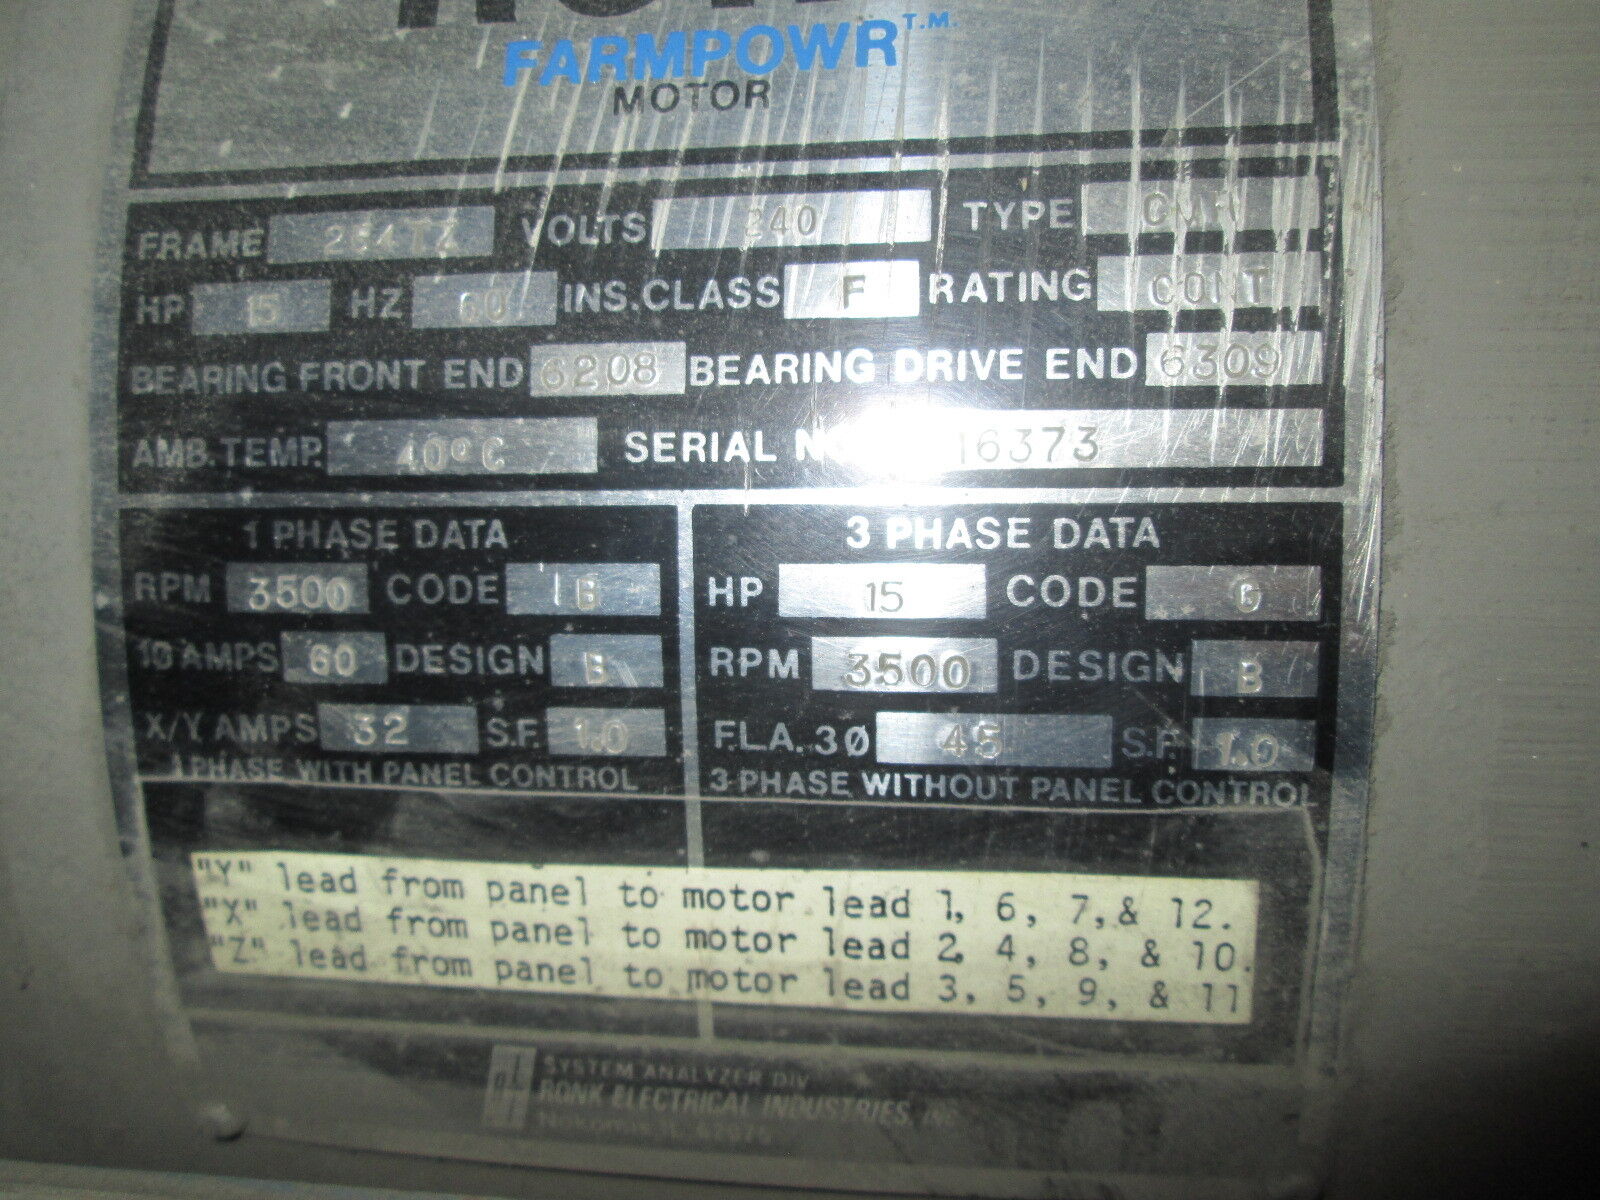 FARMPOWR T.M.
MOTOR
FRAME 254TZ VOLTS 240 TYPE
HP 15 HZ 60 INS. CLASS F RATING CONT
BEARING FRONT END 6208 BEARING DRIVE END 6309
AMB. TEMP. 40°C SERIAL 16373
1 PHASE DATA
RPM 3500 CODE B
10 AMPS 60 DESIGN B
X/Y AMPS 32 S.F. 1.0
1 PHASE WITH PANEL CONTROL
3 PHASE DATA
HP 15 CODE G
RPM 3500 DESIGN B
F.L.A. 3Ø 45 S.F. 1.0
3 PHASE WITHOUT PANEL CONTROL
"Y" lead from panel to motor lead 1, 6, 7, & 12.
"X" lead from panel to motor lead 2, 4, 8, & 10.
"Z" lead from panel to motor lead 3, 5, 9, & 11
SYSTEM ANALYZER DIV
RONK ELECTRICAL INDUSTRIES, INC.
Nokomis, IL 62075